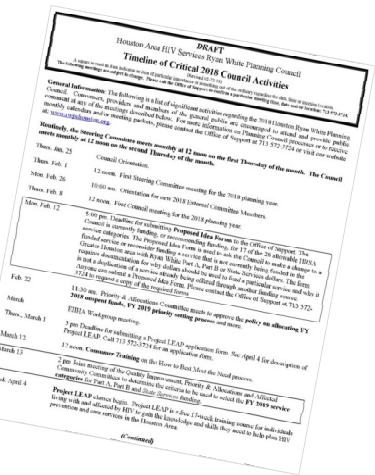 DRAFT
Houston Area HIV Services Ryan White Planning Council
Timeline of Critical 2018 Council Activities
General Information: The following is a list of significant activities regarding the 2018 Houston Ryan White Planning
Council. Consumers, providers and members of the general public are encouraged to attend and provide public
comment at any of the meetings described below. For more information on Planning Council processes or to receive
monthly calendars and/or meeting packets, please contact the Office of Support at 713 572-3724 or visit our website
at:
Routinely, the Steering Committee meets monthly at 12 noon on the first Thursday of the month. The Council
meets monthly at 12 noon on the second Thursday of the month.
Thurs. Jan. 25 Council Orientation.
Thurs. Feb. 1 12 noon. First Steering Committee meeting for the 2018 planning year.
Mon. Feb. 26 10:00 am. Orientation for new 2018 External Committee Members.
Thurs. Feb. 8 12 noon. First Council meeting for the 2018 planning year.
Mon. Feb. 12 5:00 pm. Deadline for submitting Proposed Idea Form to the Office of Support. The
Council is currently funding, or recommending funding, for 17 of the 28 allowable HRSA
service categories. The Proposed Idea Form is used to ask the Council to make a change to a
funded service or reconsider funding a service that is not currently being funded in the
Greater Houston area with Ryan White Part A, Part B or State Services dollars. The form
requires documentation for why dollars should be used to fund a particular service and why it
is not a duplication of a service already being offered through another funding source.
Anyone can submit a Proposed Idea Form. Please contact the Office of Support at 713 572-
3724 to request a copy of the required forms.
Feb. 22 11:30 am. Priority & Allocations Committee meets to approve the policy on allocating FY
2018 unspent funds, FY 2019 priority setting process and more.
March EIIHA Workgroup meeting.
Thurs., March 1 5 pm Deadline for submitting a Project LEAP application form. See April 4 for description of
Project LEAP. Call 713 572-3724 for an application form.
March 12 12 noon. Consumer Training on the How to Best Meet the Need process.
March 13 2 pm Joint meeting of the Quality Improvement, Priority & Allocations and Affected
Community Committees to determine the criteria to be used to select the FY 2019 service
categories for Part A, Part B and State Services funding.
April 4 Project LEAP classes begin. Project LEAP is a free 17-week training course for individuals
living with and affected by HIV to gain the knowledge and skills they need to help plan HIV
prevention and care services in the Houston Area.
(Continued)